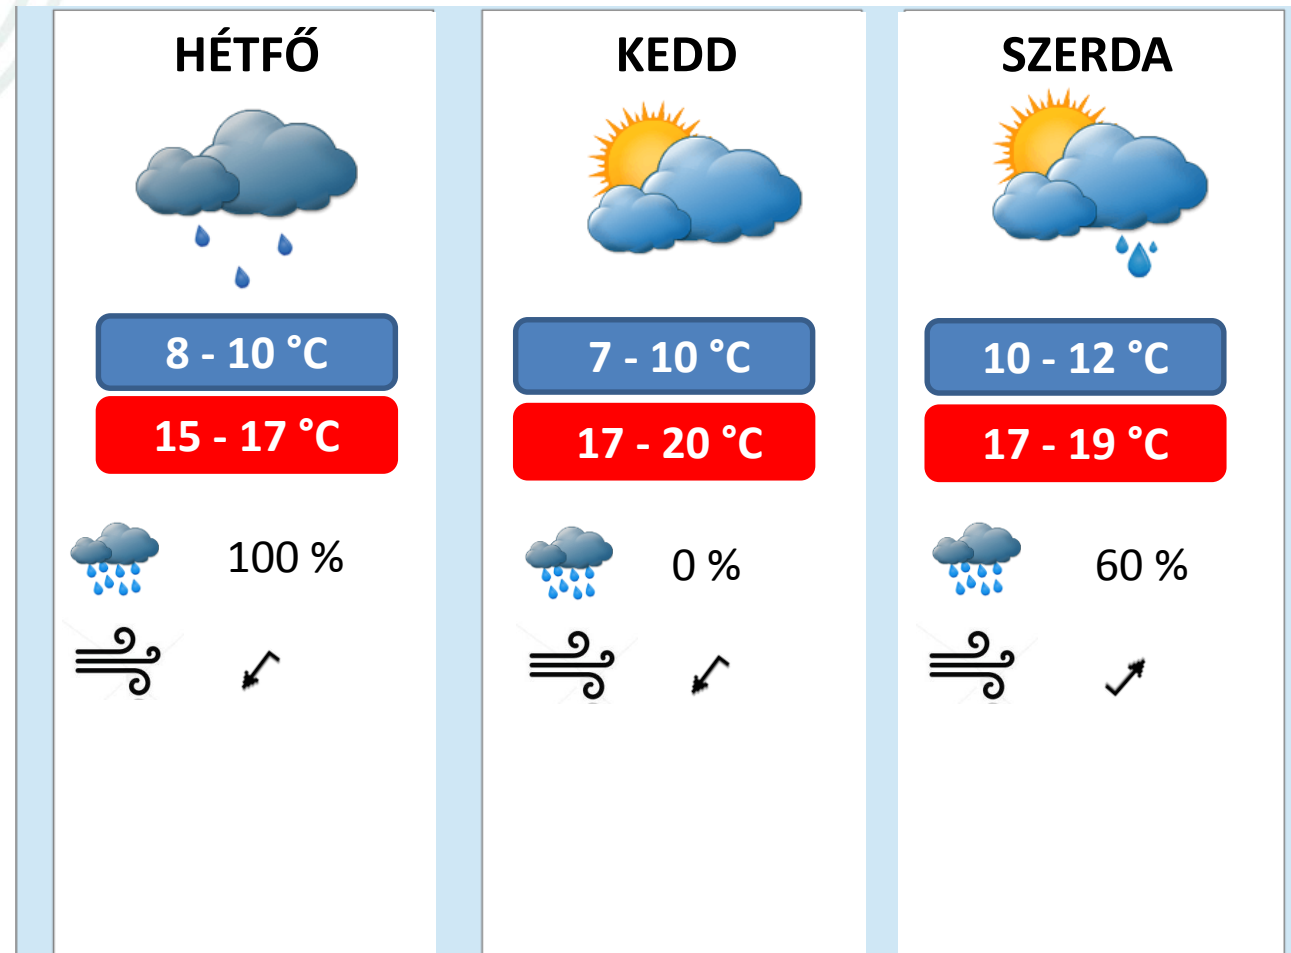 HÉTFŐ
8 - 10 °C
15 - 17 °C
100 %
KEDD
7 - 10 °C
17 - 20 °C
0 %
SZERDA
10 - 12 °C
17 - 19 °C
60 %